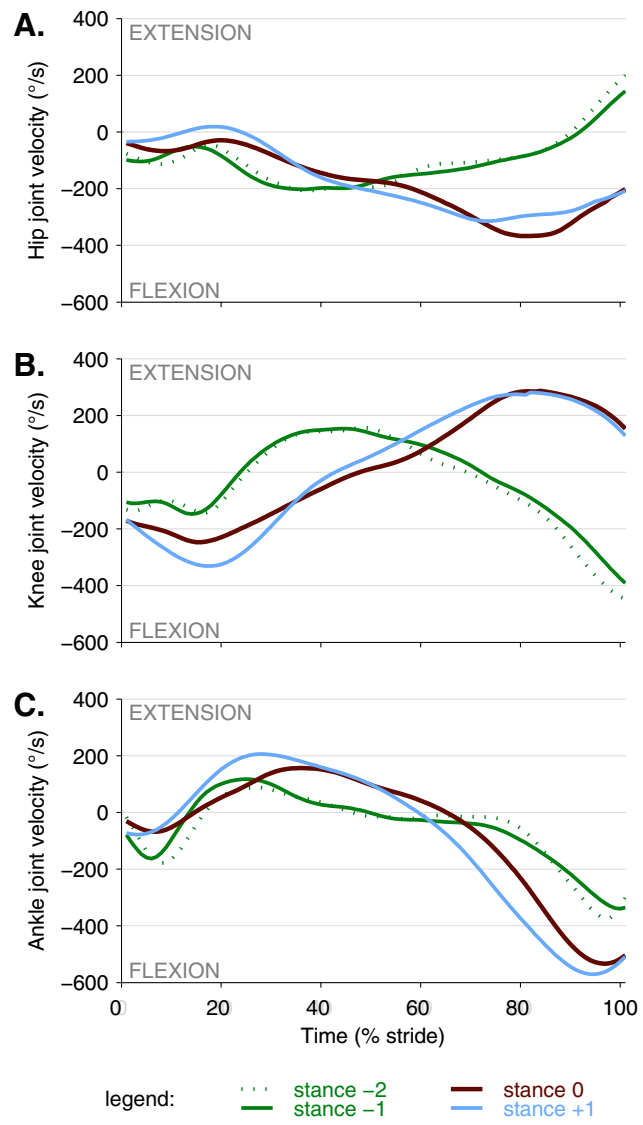 A.
EXTENSION
400
200
0
−200
−400
−600
Hip joint velocity (°/s)
FLEXION
B.
EXTENSION
400
200
0
−200
−400
−600
Knee joint velocity (°/s)
FLEXION
C.
EXTENSION
400
200
0
−200
−400
−600
Ankle joint velocity (°/s)
FLEXION
0 20 40 60 80 100
Time (% stride)
legend:
stance −2
stance −1
stance 0
stance +1